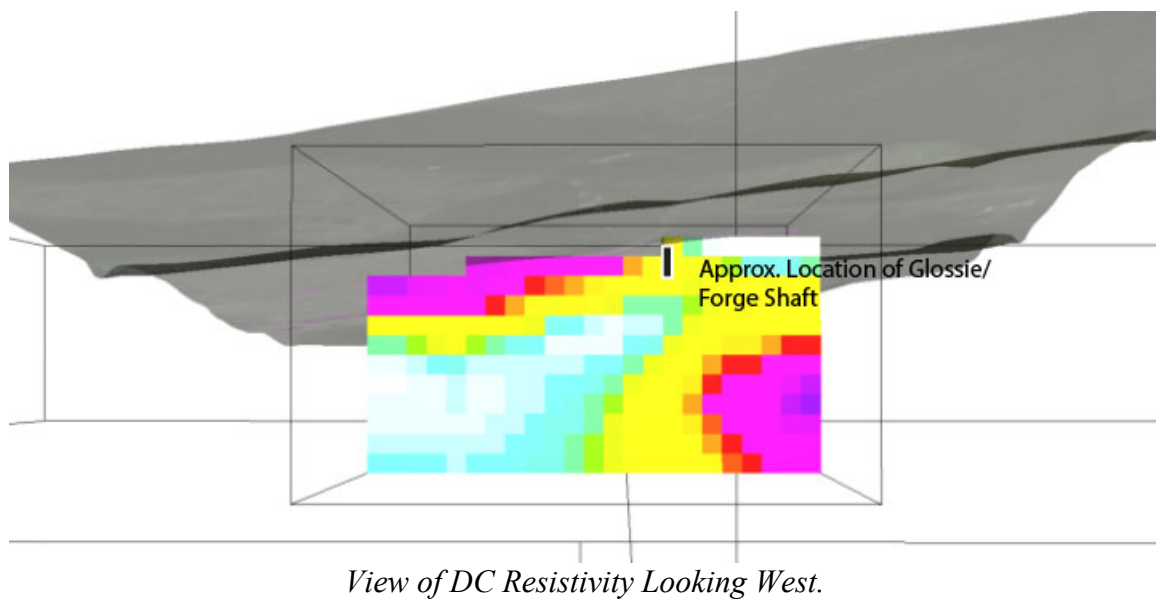 Approx. Location of Glossie/
Forge Shaft
View of DC Resistivity Looking West.